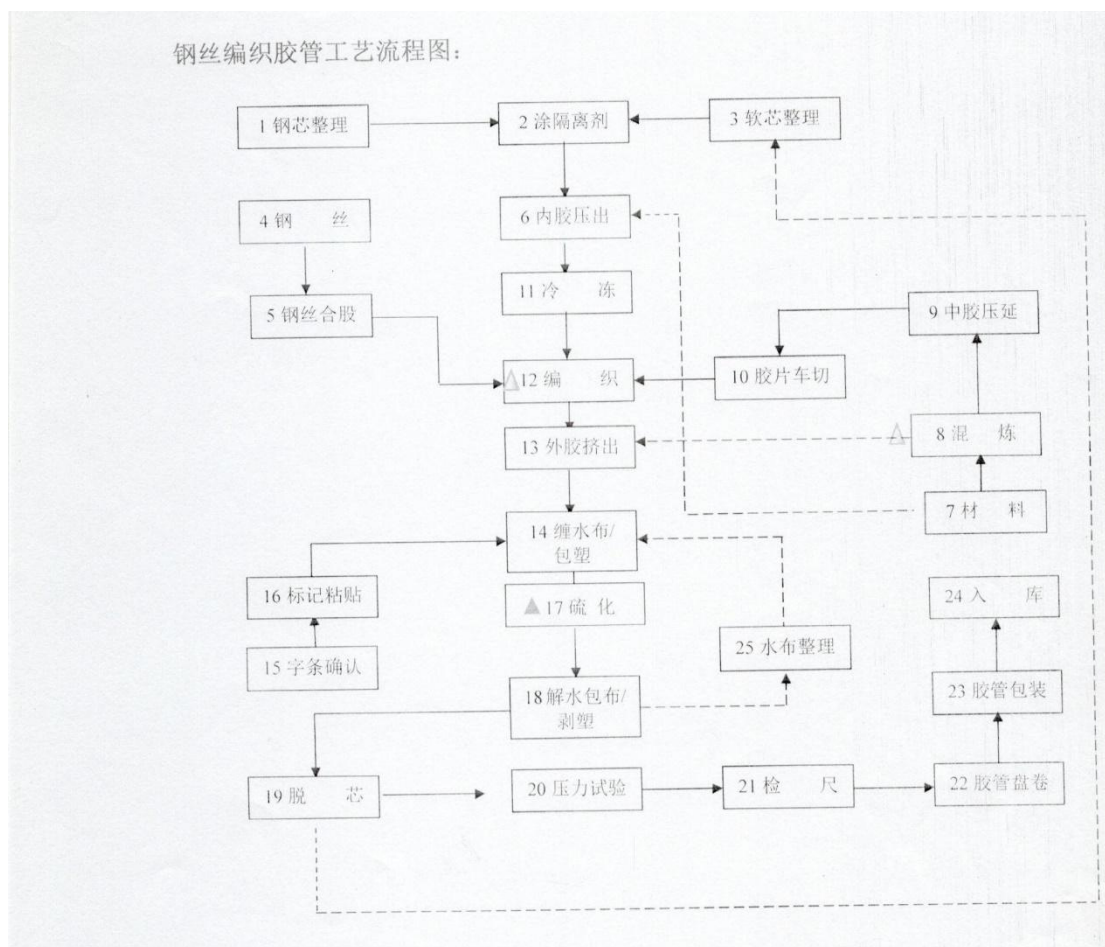 钢丝编织胶管工艺流程图：
1 钢芯整理
2 涂隔离剂
3 软芯整理
4 钢 丝
6 内胶压出
11 冷 冻
5 钢丝合股
9 中胶压延
12 编 织
10 胶片车切
13 外胶挤出
8 混 炼
7 材 料
14 缠水布/
包塑
16 标记粘贴
17 硫 化
24 入 库
15 字条确认
25 水布整理
18 解水包布/
剥塑
23 胶管包装
19 脱 芯
20 压力试验
21 检 尺
22 胶管盘卷